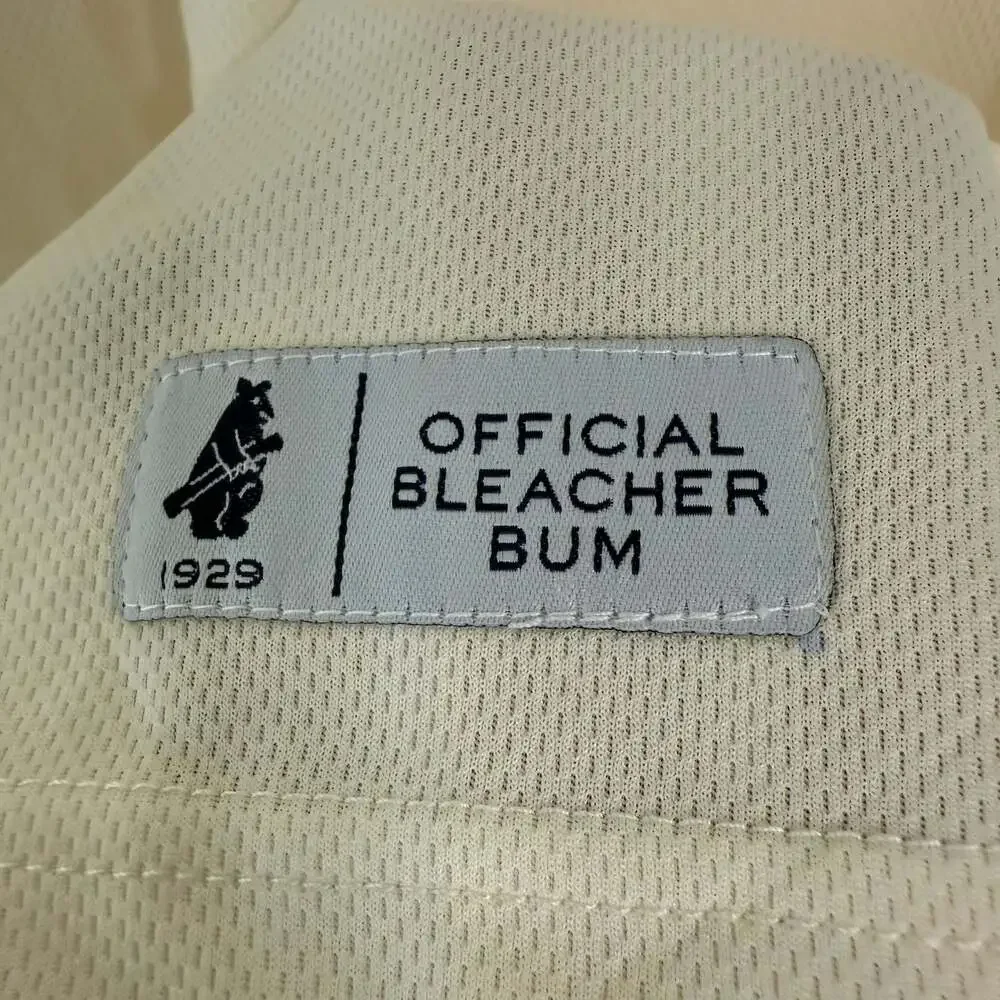 1929
OFFICIAL
BLEACHER
BUM